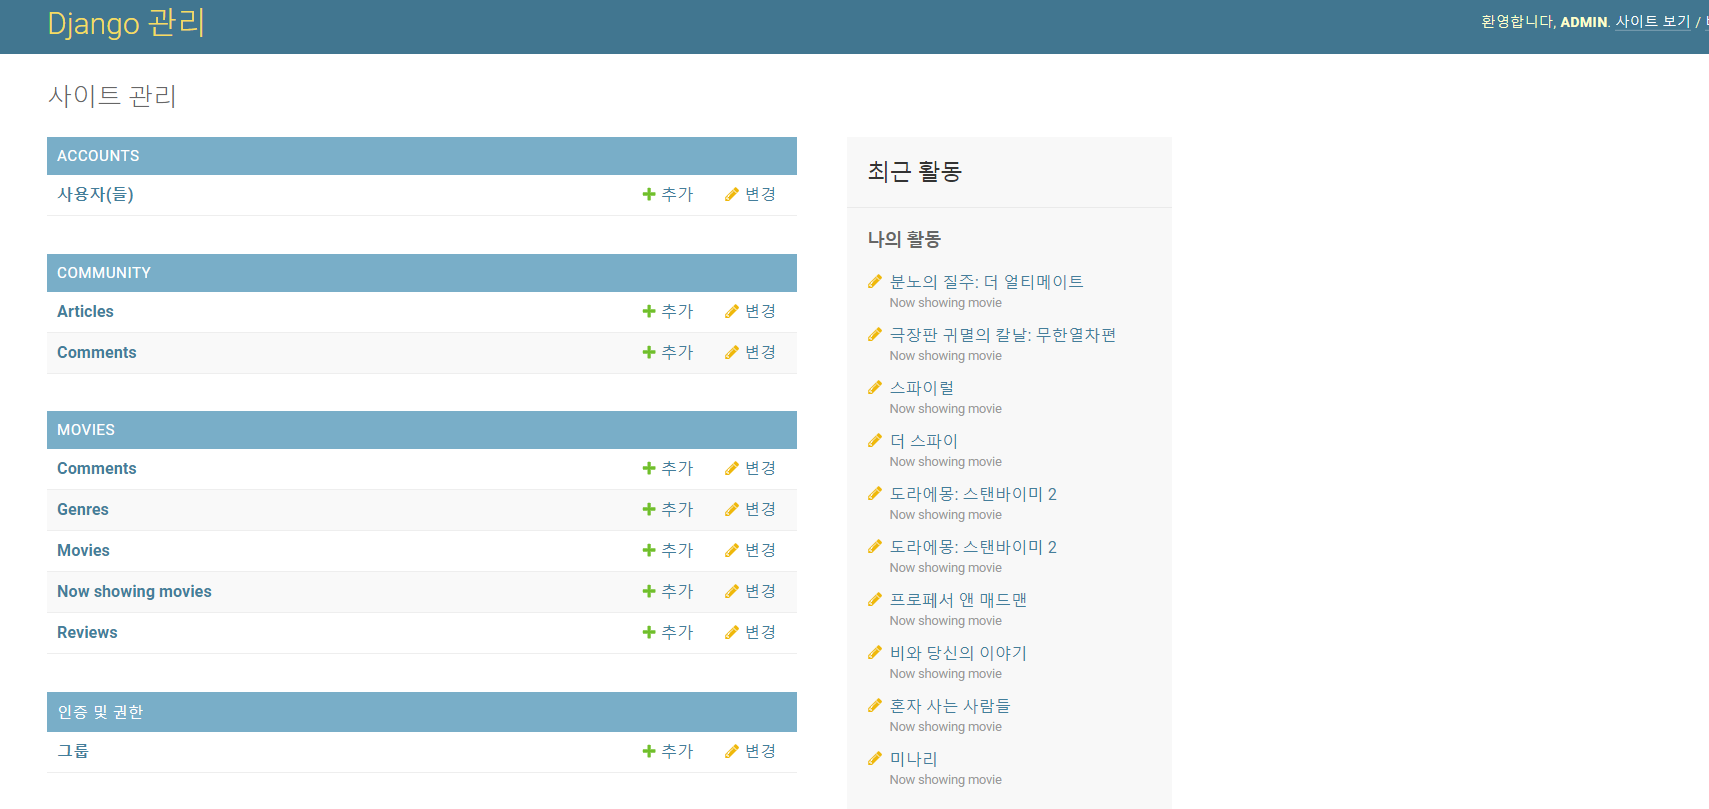 Django 관리
환영합니다, ADMIN. 사이트 보기 /
사이트 관리
ACCOUNTS
사용자(들) 추가 변경
COMMUNITY
Articles 추가 변경
Comments 추가 변경
MOVIES
Comments 추가 변경
Genres 추가 변경
Movies 추가 변경
Now showing movies 추가 변경
Reviews 추가 변경
인증 및 권한
그룹 추가 변경
최근 활동
나의 활동
분노의 질주: 더 얼티메이트
Now showing movie
극장판 귀멸의 칼날: 무한열차편
Now showing movie
스파이럴
Now showing movie
더 스파이
Now showing movie
도라에몽: 스탠바이미 2
Now showing movie
도라에몽: 스탠바이미 2
Now showing movie
프로페서 앤 매드맨
Now showing movie
비와 당신의 이야기
Now showing movie
혼자 사는 사람들
Now showing movie
미나리
Now showing movie